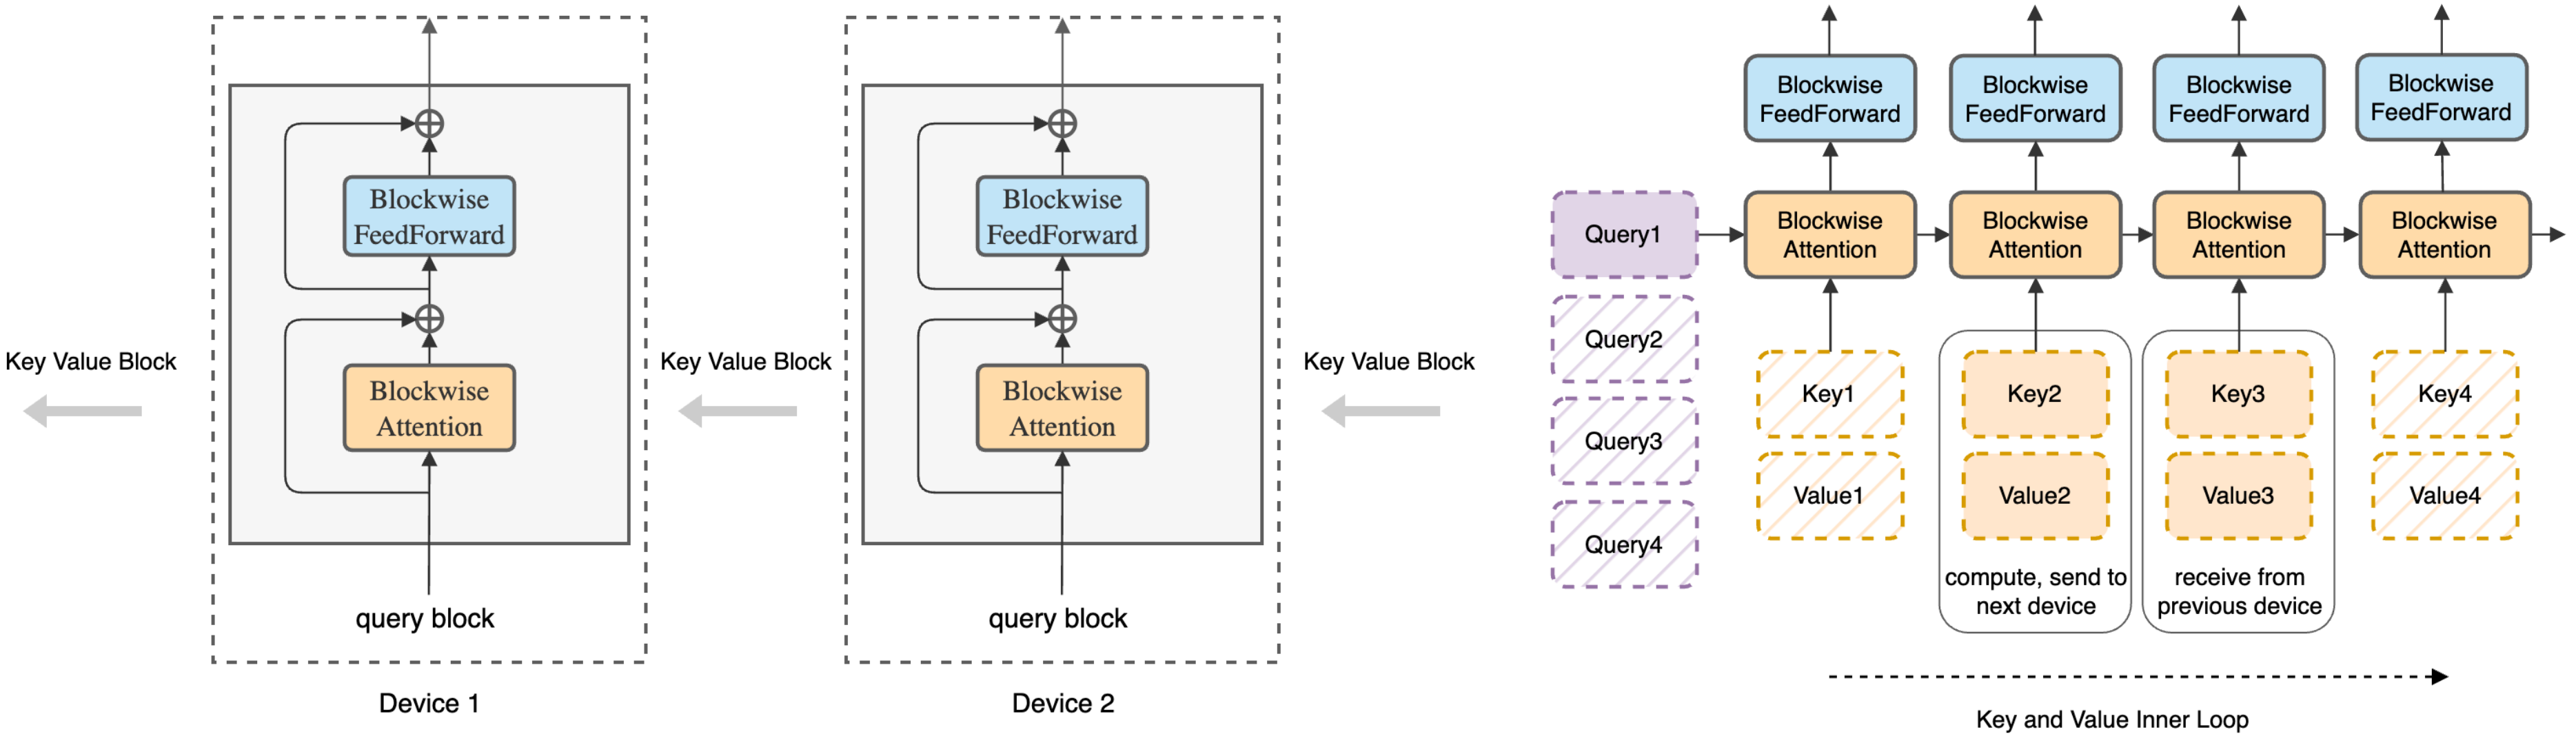 Key Value Block
Blockwise
FeedForward
Blockwise
Attention
query block
Device 1
Key Value Block
Blockwise
FeedForward
Blockwise
Attention
query block
Device 2
Key Value Block
Query1
Query2
Query3
Query4
Blockwise
FeedForward
Blockwise
FeedForward
Blockwise
FeedForward
Blockwise
FeedForward
Blockwise
Attention
Blockwise
Attention
Blockwise
Attention
Blockwise
Attention
Key1
Value1
Key2
Value2
compute, send to
next device
Key3
Value3
receive from
previous device
Key4
Value4
Key and Value Inner Loop